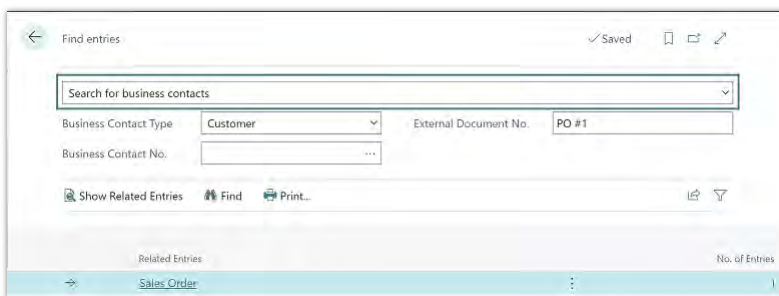 Find entries
Saved
Search for business contacts
Business Contact Type
Customer
External Document No.
PO #1
Business Contact No.
...
Show Related Entries
Find
Print...
Related Entries
No. of Entries
Sales Order